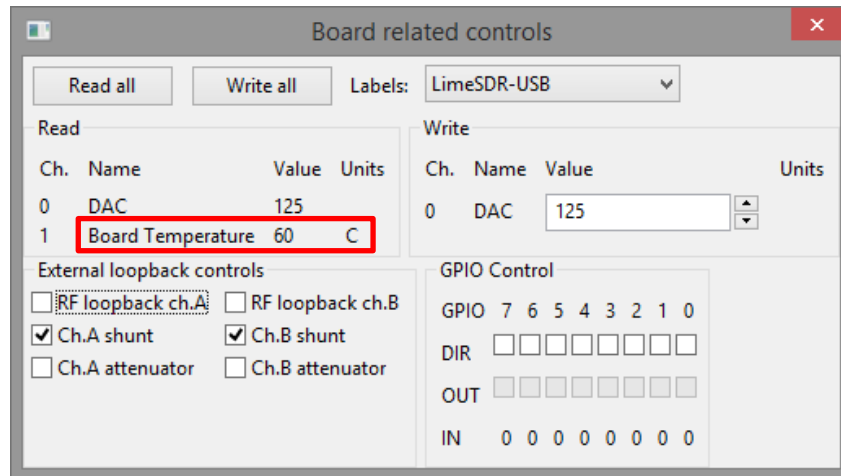 Board related controls
Read all Write all Labels: LimeSDR-USB
Read
Ch. Name Value Units
0 DAC 125
1 Board Temperature 60 C
Write
Ch. Name Value Units
0 DAC 125
External loopback controls
RF loopback ch.A RF loopback ch.B
Ch.A shunt Ch.B shunt
Ch.A attenuator Ch.B attenuator
GPIO Control
GPIO 7 6 5 4 3 2 1 0
DIR
OUT
IN 0 0 0 0 0 0 0 0